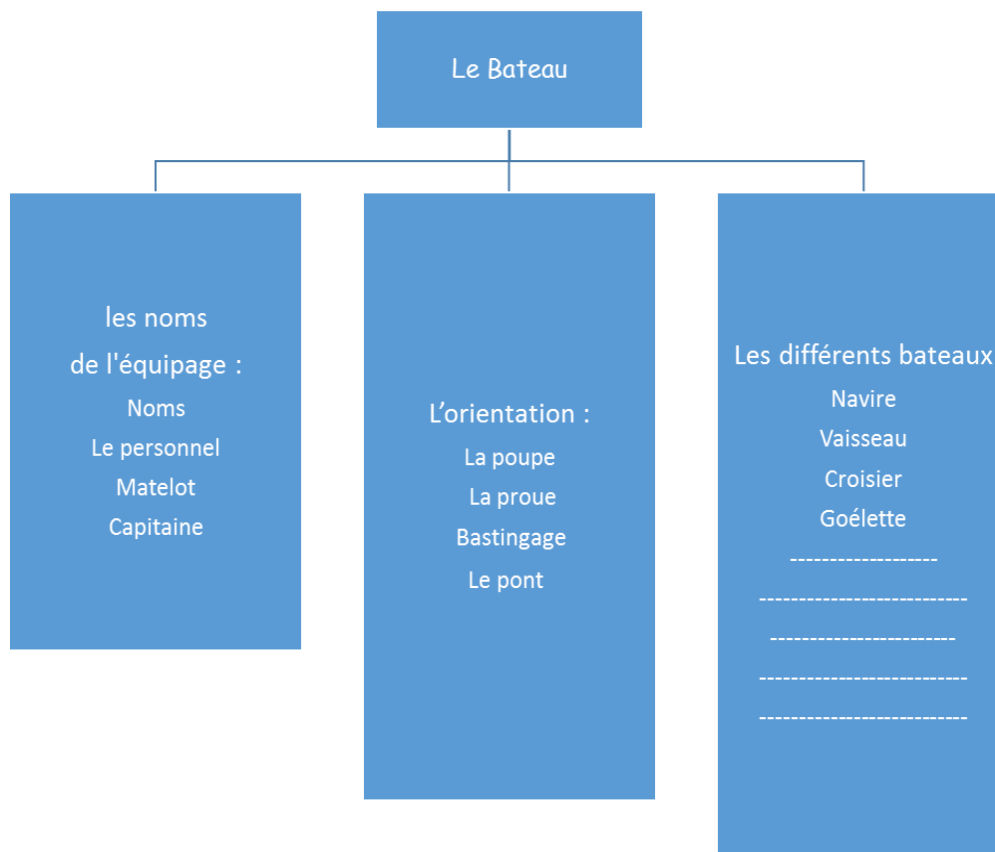 Le Bateau
les noms
de l'équipage :
Noms
Le personnel
Matelot
Capitaine
L’orientation :
La poupe
La proue
Bastingage
Le pont
Les différents bateaux
Navire
Vaisseau
Croisier
Goélette
-------------------
---------------------------
------------------------
---------------------------
---------------------------